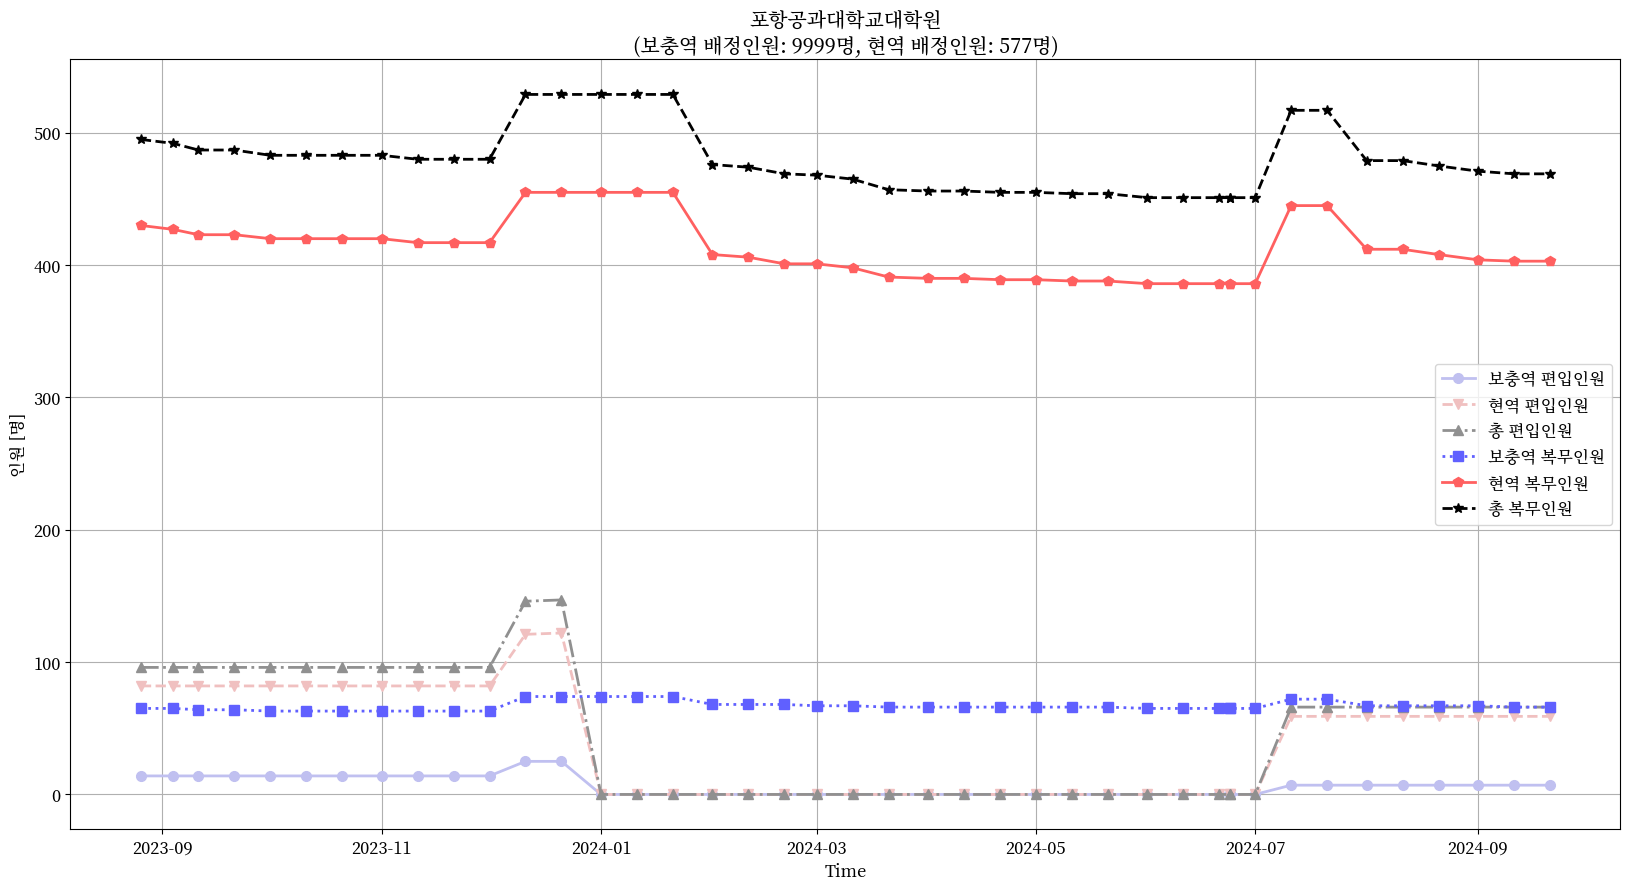 포항공과대학교대학원
(보충역 배정인원: 9999명, 현역 배정인원: 577명)
인원 [명]
500
400
300
200
100
0
보충역 편입인원
현역 편입인원
총 편입인원
보충역 복무인원
현역 복무인원
총 복무인원
2023-09 2023-11 2024-01 2024-03 2024-05 2024-07 2024-09
Time